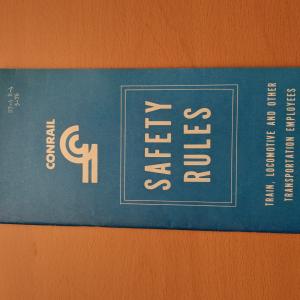 CONRAIL
SAFETY
RULES
TRAIN, LOCOMOTIVE AND OTHER
TRANSPORTATION EMPLOYEES